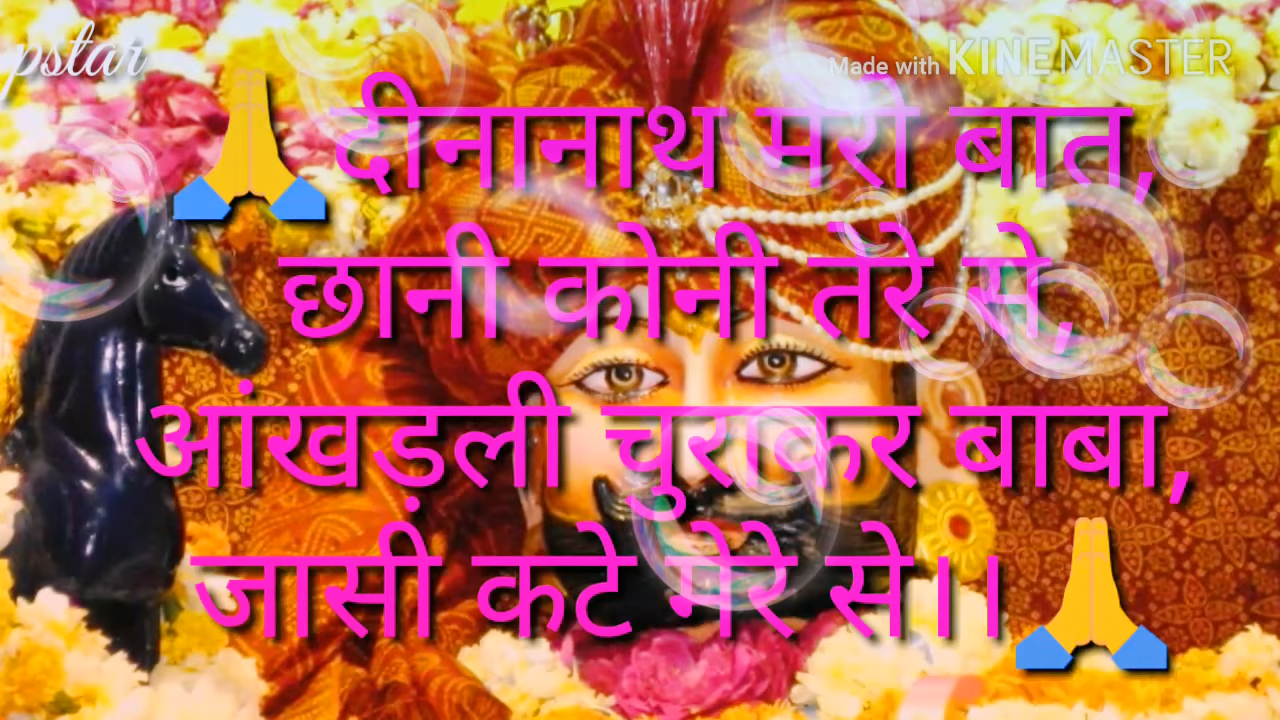 pstar
Made with KINEMASTER
🙏दीनानाथ मेरी बात,
छानी कोनी तेरे से,
आंखड़ली चुराकर बाबा,
जासी कटे मेरे से।।🙏